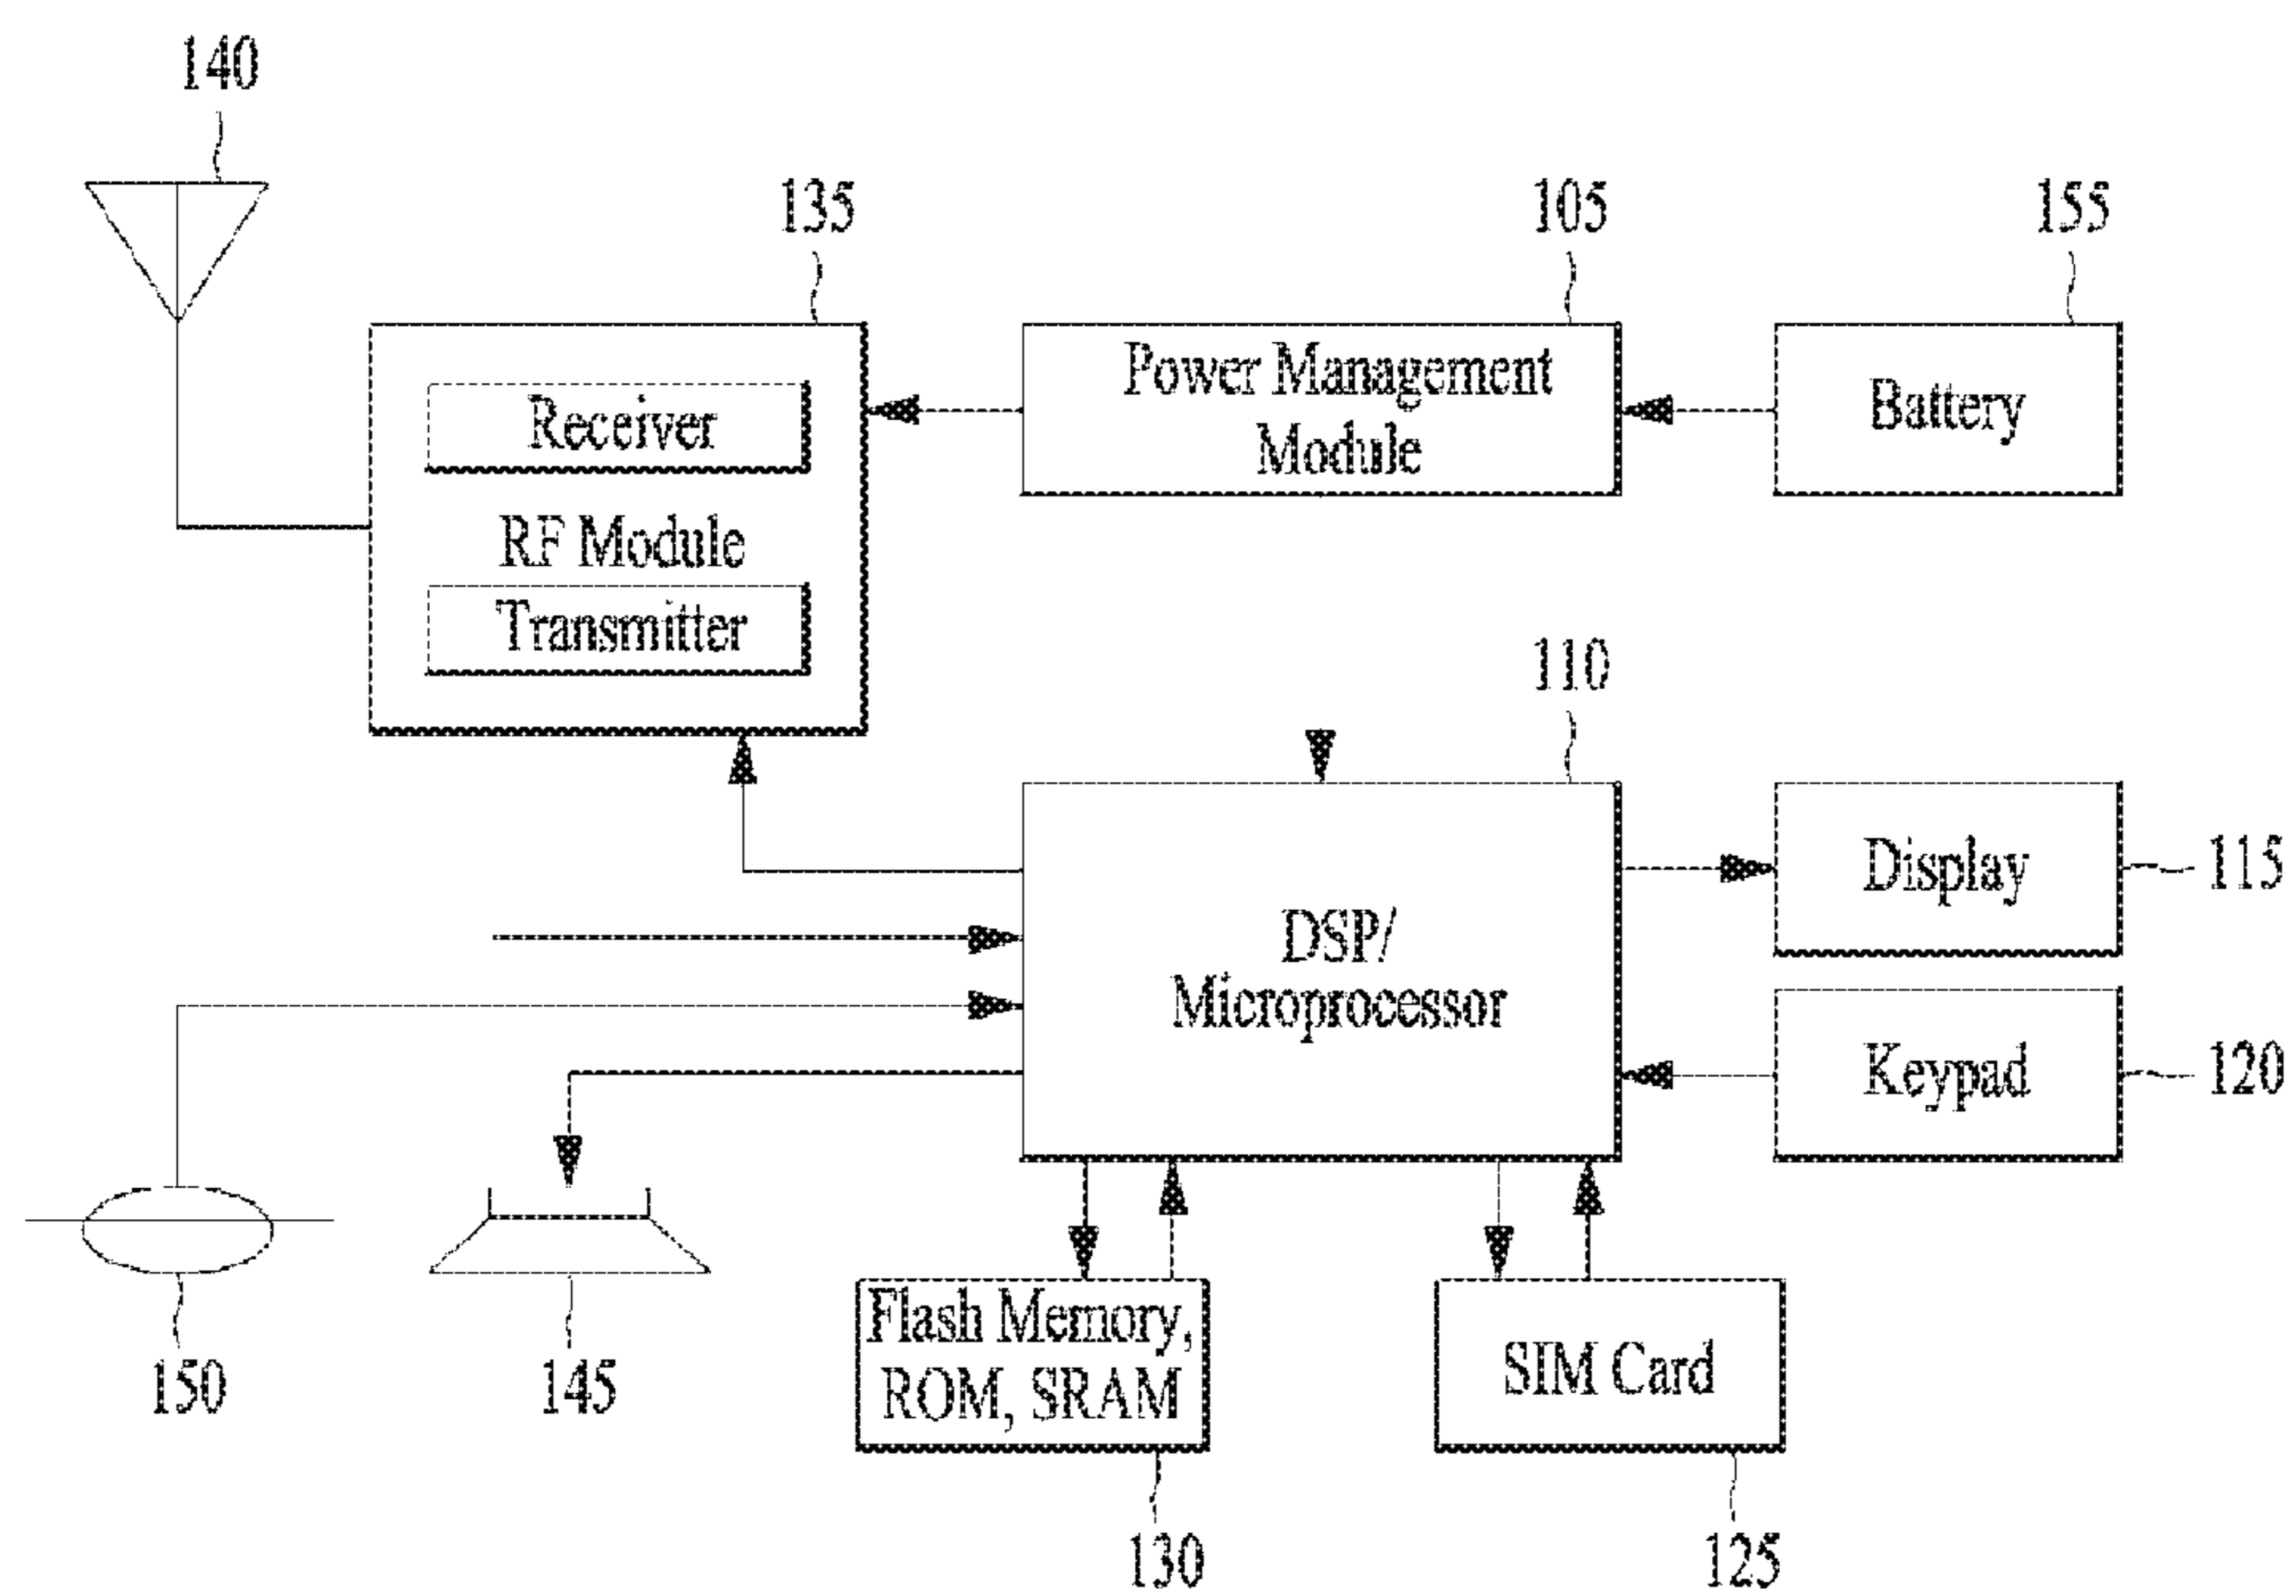 140
135
105
155
Receiver
RF Module
Transmitter
Power Management
Module
Battery
110
DSP/
Microprocessor
Display
115
Keypad
120
150
145
Flash Memory,
ROM, SRAM
130
SIM Card
125